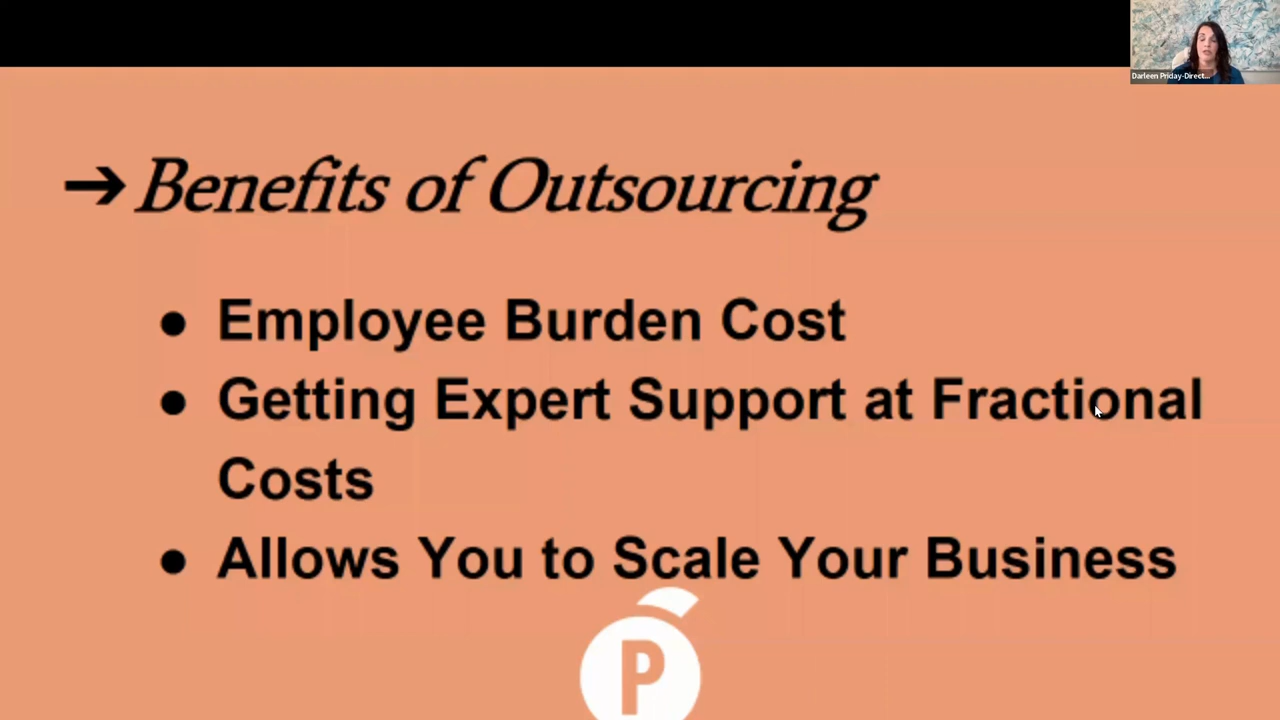 Darleen Priday-Direct...
➔ Benefits of Outsourcing
● Employee Burden Cost
● Getting Expert Support at Fractional
Costs
● Allows You to Scale Your Business
P